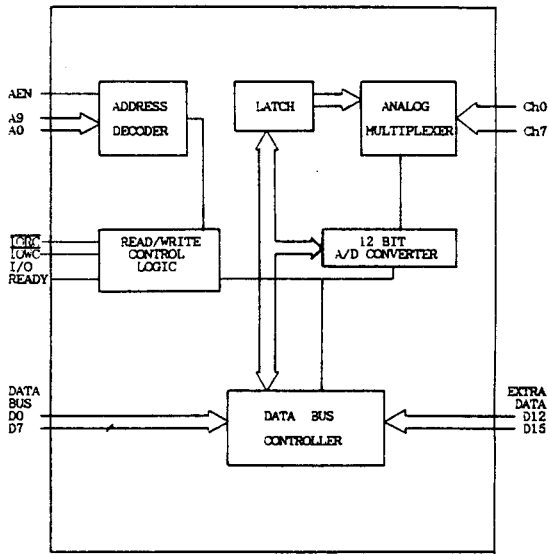 AEN
A9
A0
ADDRESS
DECODER
LATCH
ANALOG
MULTIPLEXER
Ch0
Ch7
IORC
IOWC
I/O
READY
READ/WRITE
CONTROL
LOGIC
12 BIT
A/D CONVERTER
DATA
BUS
D0
D7
DATA BUS
CONTROLLER
EXTRA
DATA
D12
D15